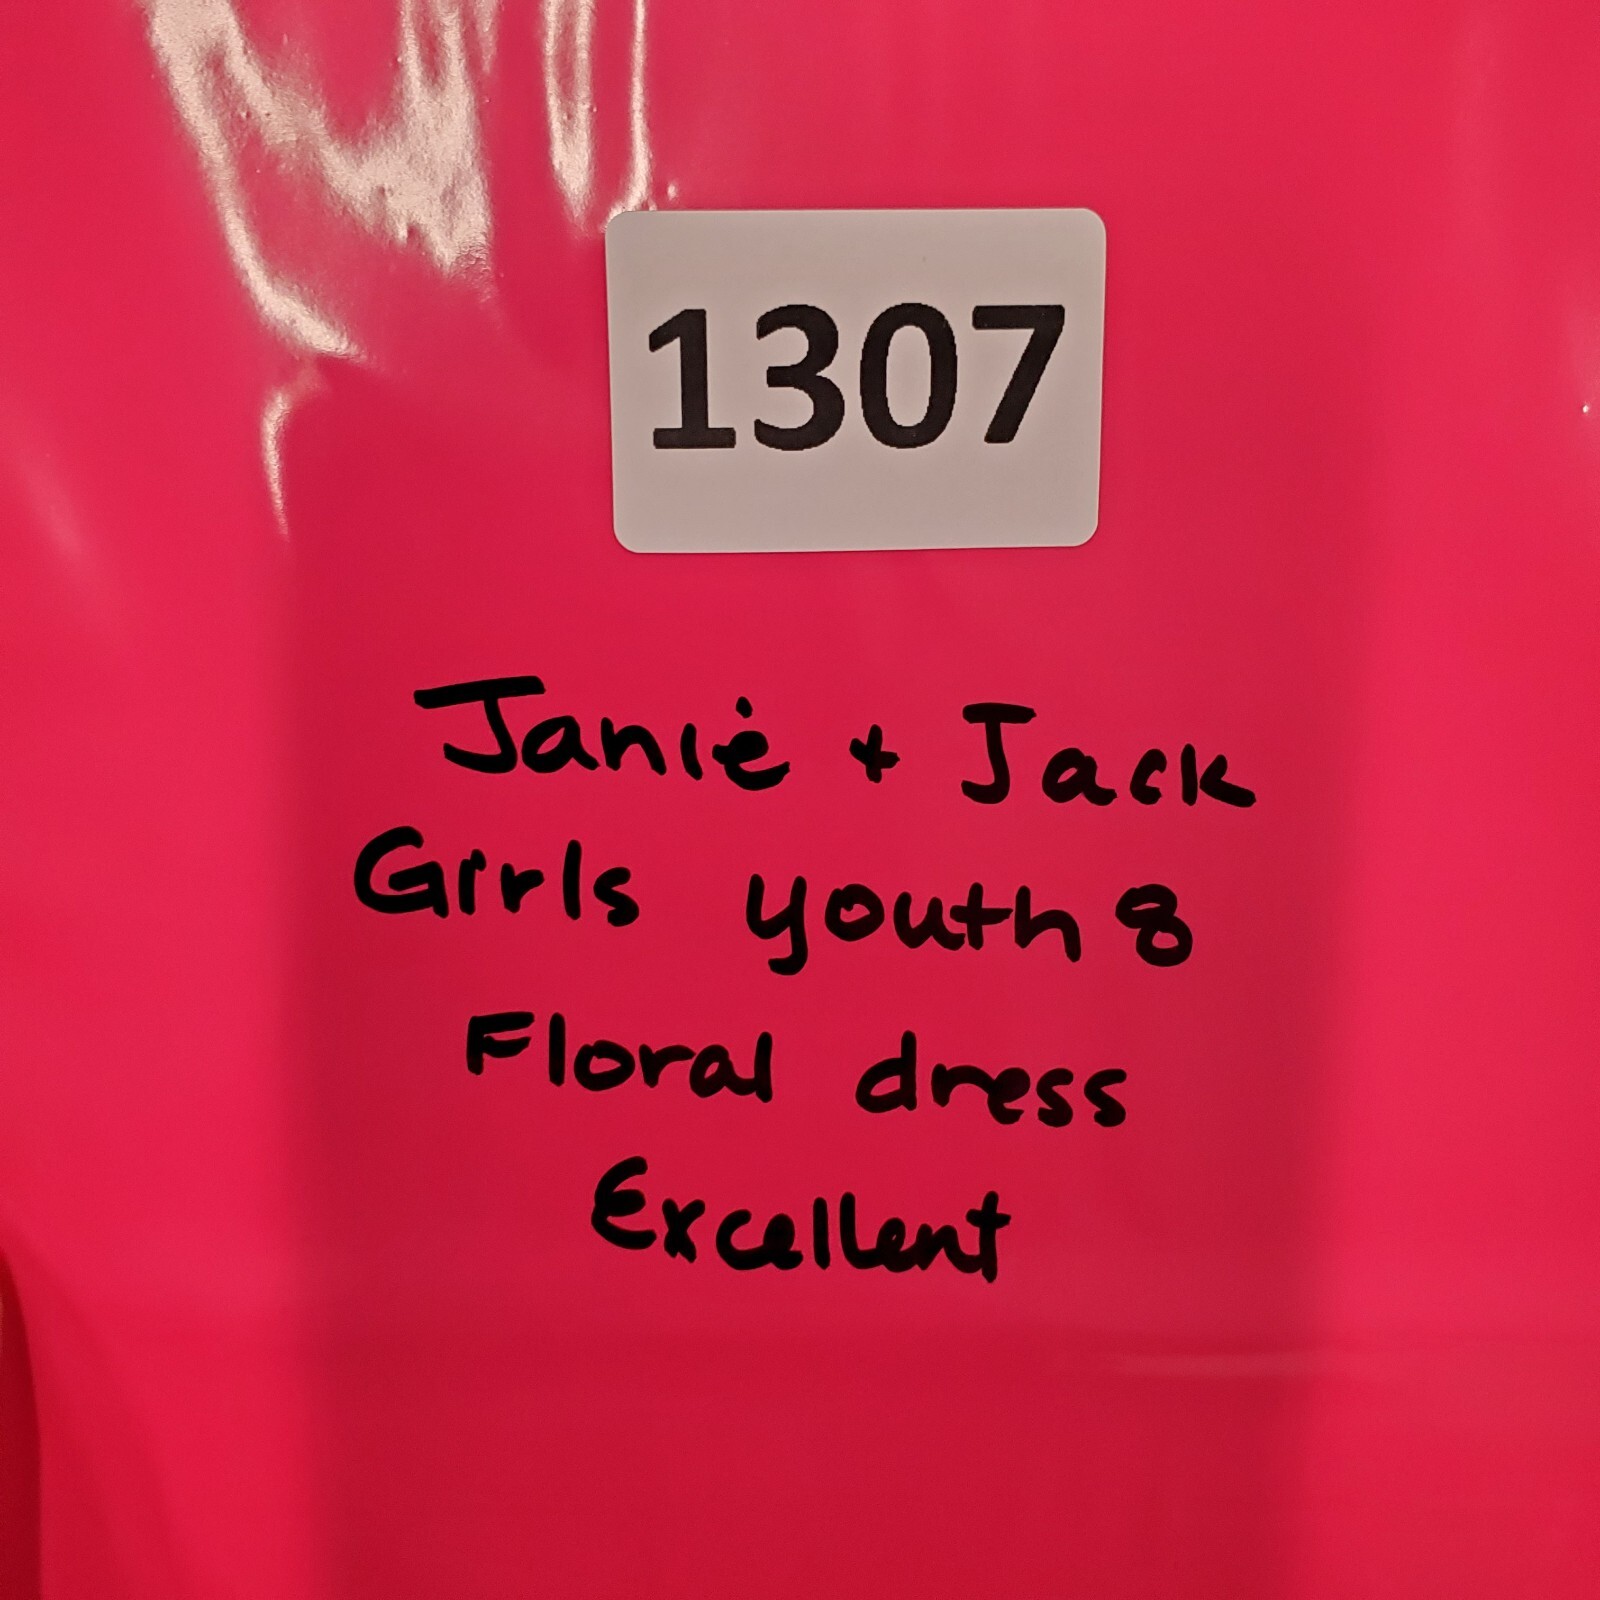 1307
Janie + Jack
Girls youth 8
Floral dress
Excellent